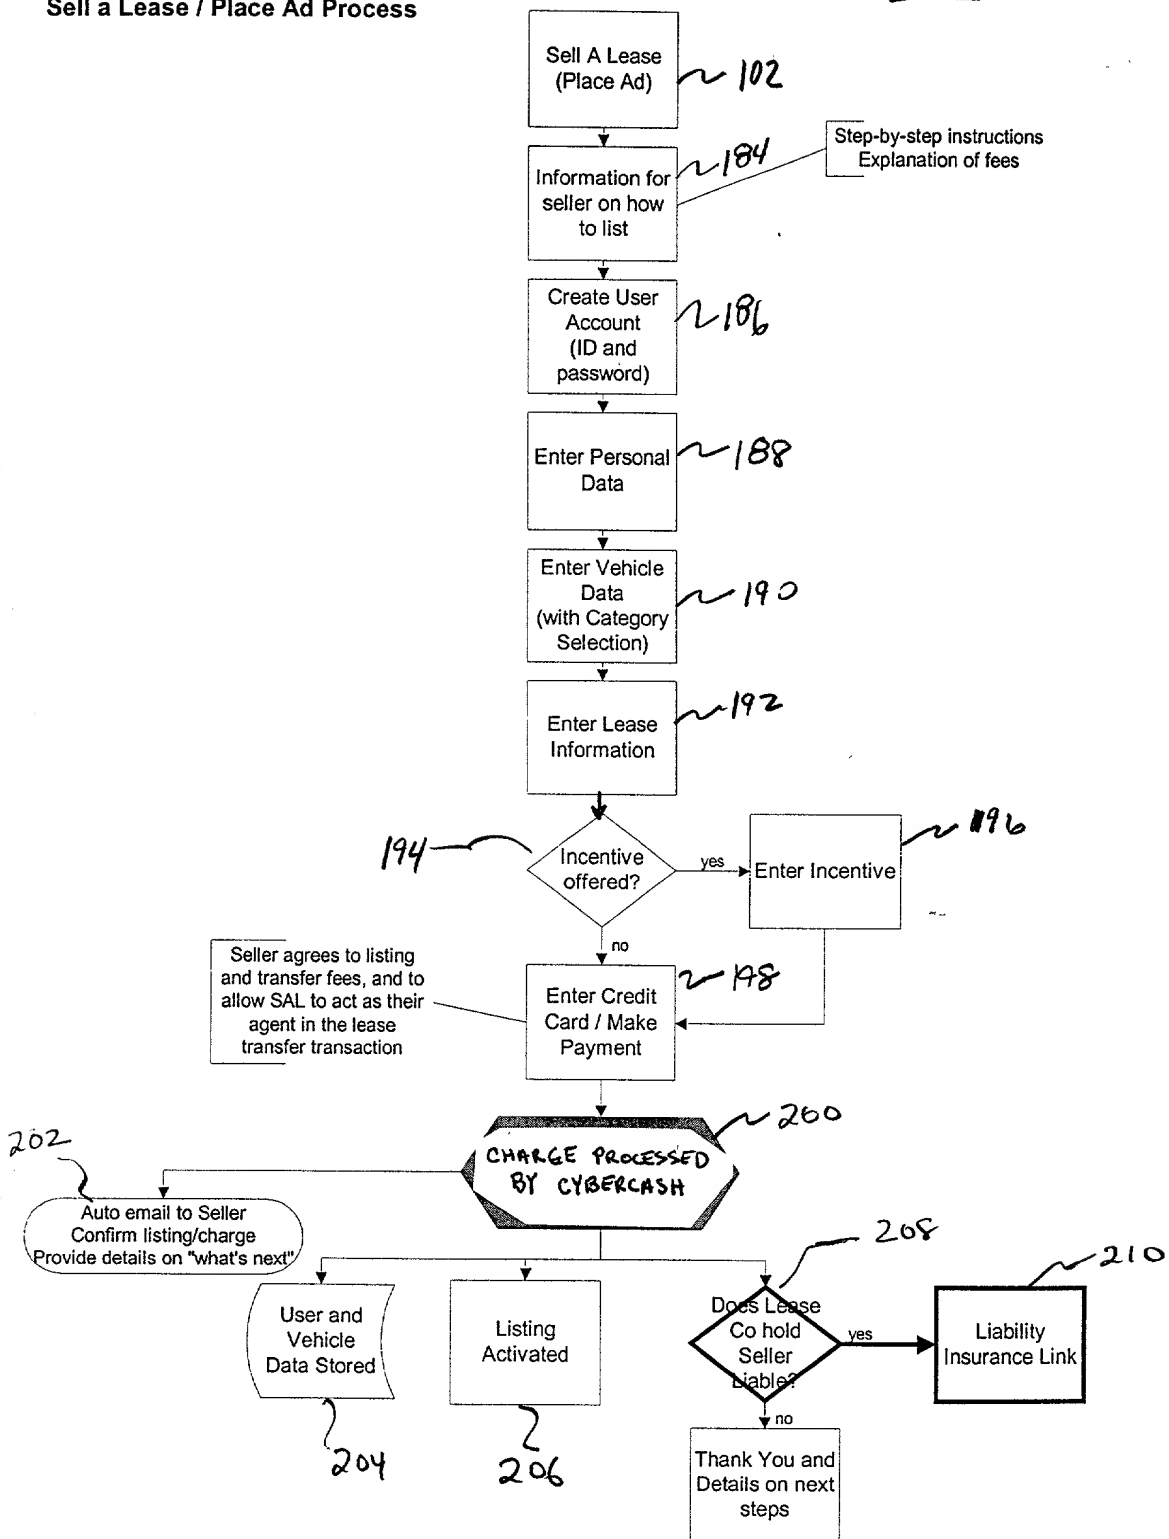 Sell a Lease / Place Ad Process
Sell A Lease
(Place Ad)
102
Step-by-step instructions
Explanation of fees
184
Information for
seller on how
to list
Create User
Account
(ID and
password)
186
Enter Personal
Data
188
Enter Vehicle
Data
(with Category
Selection)
190
Enter Lease
Information
192
194
Incentive
offered?
yes
Enter Incentive
196
no
Seller agrees to listing
and transfer fees, and to
allow SAL to act as their
agent in the lease
transfer transaction
Enter Credit
Card / Make
Payment
198
CHARGE PROCESSED
BY CYBERCASH
200
202
Auto email to Seller
Confirm listing/charge
Provide details on "what's next"
User and
Vehicle
Data Stored
204
Listing
Activated
206
208
Does Lease
Co hold
Seller
Liable?
yes
Liability
Insurance Link
210
no
Thank You and
Details on next
steps